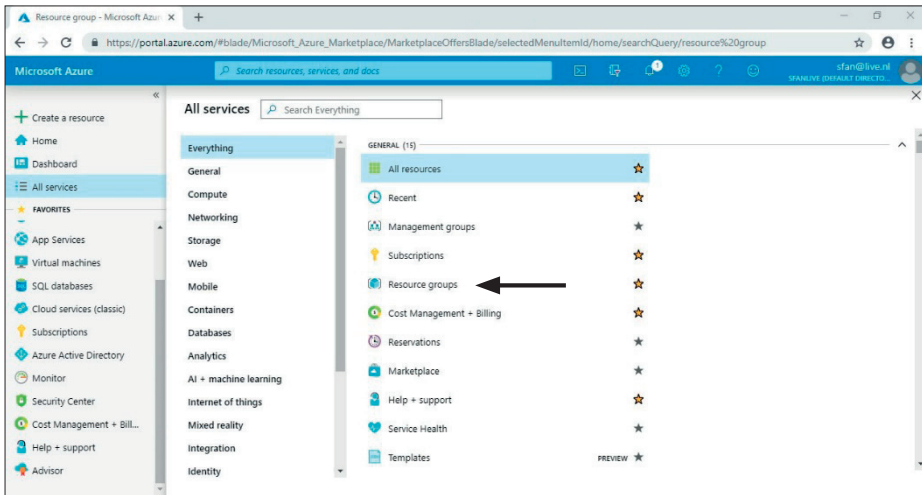 Resource group - Microsoft Azur
https://portal.azure.com/#blade/Microsoft_Azure_Marketplace/MarketplaceOffersBlade/selectedMenuItemId/home/searchQuery/resource%20group
Microsoft Azure
Search resources, services, and docs
1
sfan@live.nl
SFANLIVE (DEFAULT DIRECTO...
Create a resource
Home
Dashboard
All services
FAVORITES
App Services
Virtual machines
SQL databases
Cloud services (classic)
Subscriptions
Azure Active Directory
Monitor
Security Center
Cost Management + Bill...
Help + support
Advisor
All services
Search Everything
Everything
General
Compute
Networking
Storage
Web
Mobile
Containers
Databases
Analytics
AI + machine learning
Internet of things
Mixed reality
Integration
Identity
GENERAL (15)
All resources
Recent
Management groups
Subscriptions
Resource groups
Cost Management + Billing
Reservations
Marketplace
Help + support
Service Health
Templates PREVIEW